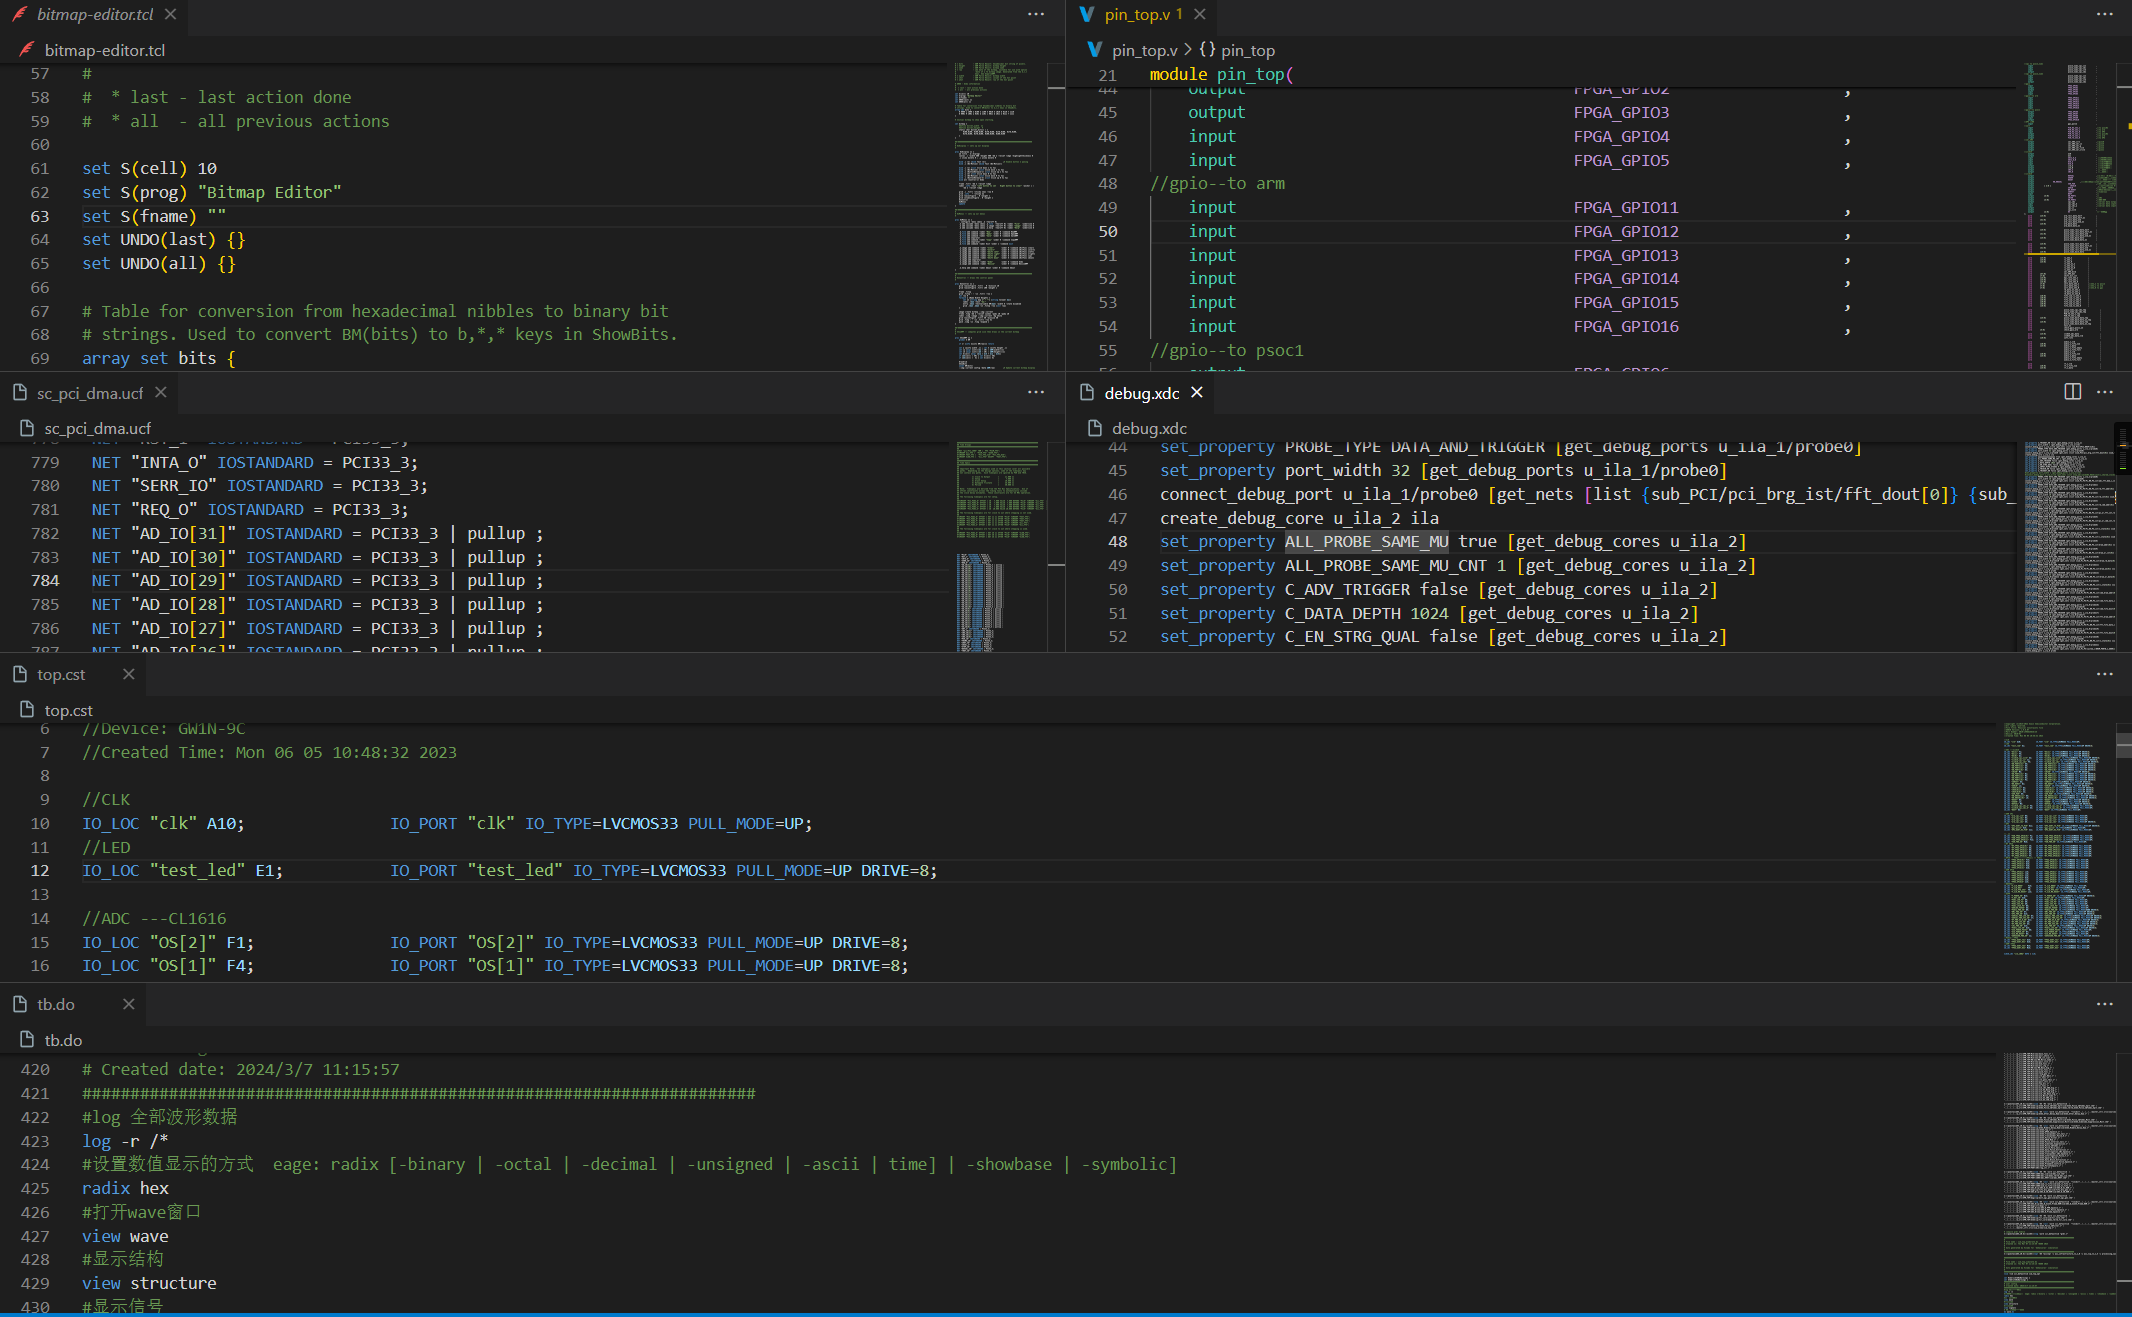 bitmap-editor.tcl
bitmap-editor.tcl
57 #
58 #  * last - last action done
59 #  * all  - all previous actions
60
61 set S(cell) 10
62 set S(prog) "Bitmap Editor"
63 set S(fname) ""
64 set UNDO(last) {}
65 set UNDO(all) {}
66
67 # Table for conversion from hexadecimal nibbles to binary bit
68 # strings. Used to convert BM(bits) to b,*,* keys in ShowBits.
69 array set bits {
pin_top.v 1
pin_top.v > {} pin_top
21 module pin_top(
44 output FPGA_GPIO2 ,
45 output FPGA_GPIO3 ,
46 input FPGA_GPIO4 ,
47 input FPGA_GPIO5 ,
48 //gpio--to arm
49 input FPGA_GPIO11 ,
50 input FPGA_GPIO12 ,
51 input FPGA_GPIO13 ,
52 input FPGA_GPIO14 ,
53 input FPGA_GPIO15 ,
54 input FPGA_GPIO16 ,
55 //gpio--to psoc1
56 output FPGA_GPIO6
sc_pci_dma.ucf
sc_pci_dma.ucf
779 NET "INTA_O" IOSTANDARD = PCI33_3;
780 NET "SERR_IO" IOSTANDARD = PCI33_3;
781 NET "REQ_O" IOSTANDARD = PCI33_3;
782 NET "AD_IO[31]" IOSTANDARD = PCI33_3 | pullup ;
783 NET "AD_IO[30]" IOSTANDARD = PCI33_3 | pullup ;
784 NET "AD_IO[29]" IOSTANDARD = PCI33_3 | pullup ;
785 NET "AD_IO[28]" IOSTANDARD = PCI33_3 | pullup ;
786 NET "AD_IO[27]" IOSTANDARD = PCI33_3 | pullup ;
787 NET "AD_IO[26]" IOSTANDARD = PCI33_3 | pullup ;
debug.xdc
debug.xdc
44 set_property PROBE_TYPE DATA_AND_TRIGGER [get_debug_ports u_ila_1/probe0]
45 set_property port_width 32 [get_debug_ports u_ila_1/probe0]
46 connect_debug_port u_ila_1/probe0 [get_nets [list {sub_PCI/pci_brg_ist/fft_dout[0]} {sub_
47 create_debug_core u_ila_2 ila
48 set_property ALL_PROBE_SAME_MU true [get_debug_cores u_ila_2]
49 set_property ALL_PROBE_SAME_MU_CNT 1 [get_debug_cores u_ila_2]
50 set_property C_ADV_TRIGGER false [get_debug_cores u_ila_2]
51 set_property C_DATA_DEPTH 1024 [get_debug_cores u_ila_2]
52 set_property C_EN_STRG_QUAL false [get_debug_cores u_ila_2]
top.cst
top.cst
6 //Device: GW1N-9C
7 //Created Time: Mon 06 05 10:48:32 2023
8
9 //CLK
10 IO_LOC "clk" A10; IO_PORT "clk" IO_TYPE=LVCMOS33 PULL_MODE=UP;
11 //LED
12 IO_LOC "test_led" E1; IO_PORT "test_led" IO_TYPE=LVCMOS33 PULL_MODE=UP DRIVE=8;
13
14 //ADC ---CL1616
15 IO_LOC "OS[2]" F1; IO_PORT "OS[2]" IO_TYPE=LVCMOS33 PULL_MODE=UP DRIVE=8;
16 IO_LOC "OS[1]" F4; IO_PORT "OS[1]" IO_TYPE=LVCMOS33 PULL_MODE=UP DRIVE=8;
tb.do
tb.do
420 # Created date: 2024/3/7 11:15:57
421 ######################################################################
422 #log 全部波形数据
423 log -r /*
424 #设置数值显示的方式  eage: radix [-binary | -octal | -decimal | -unsigned | -ascii | time] | -showbase | -symbolic]
425 radix hex
426 #打开wave窗口
427 view wave
428 #显示结构
429 view structure
430 #显示信号